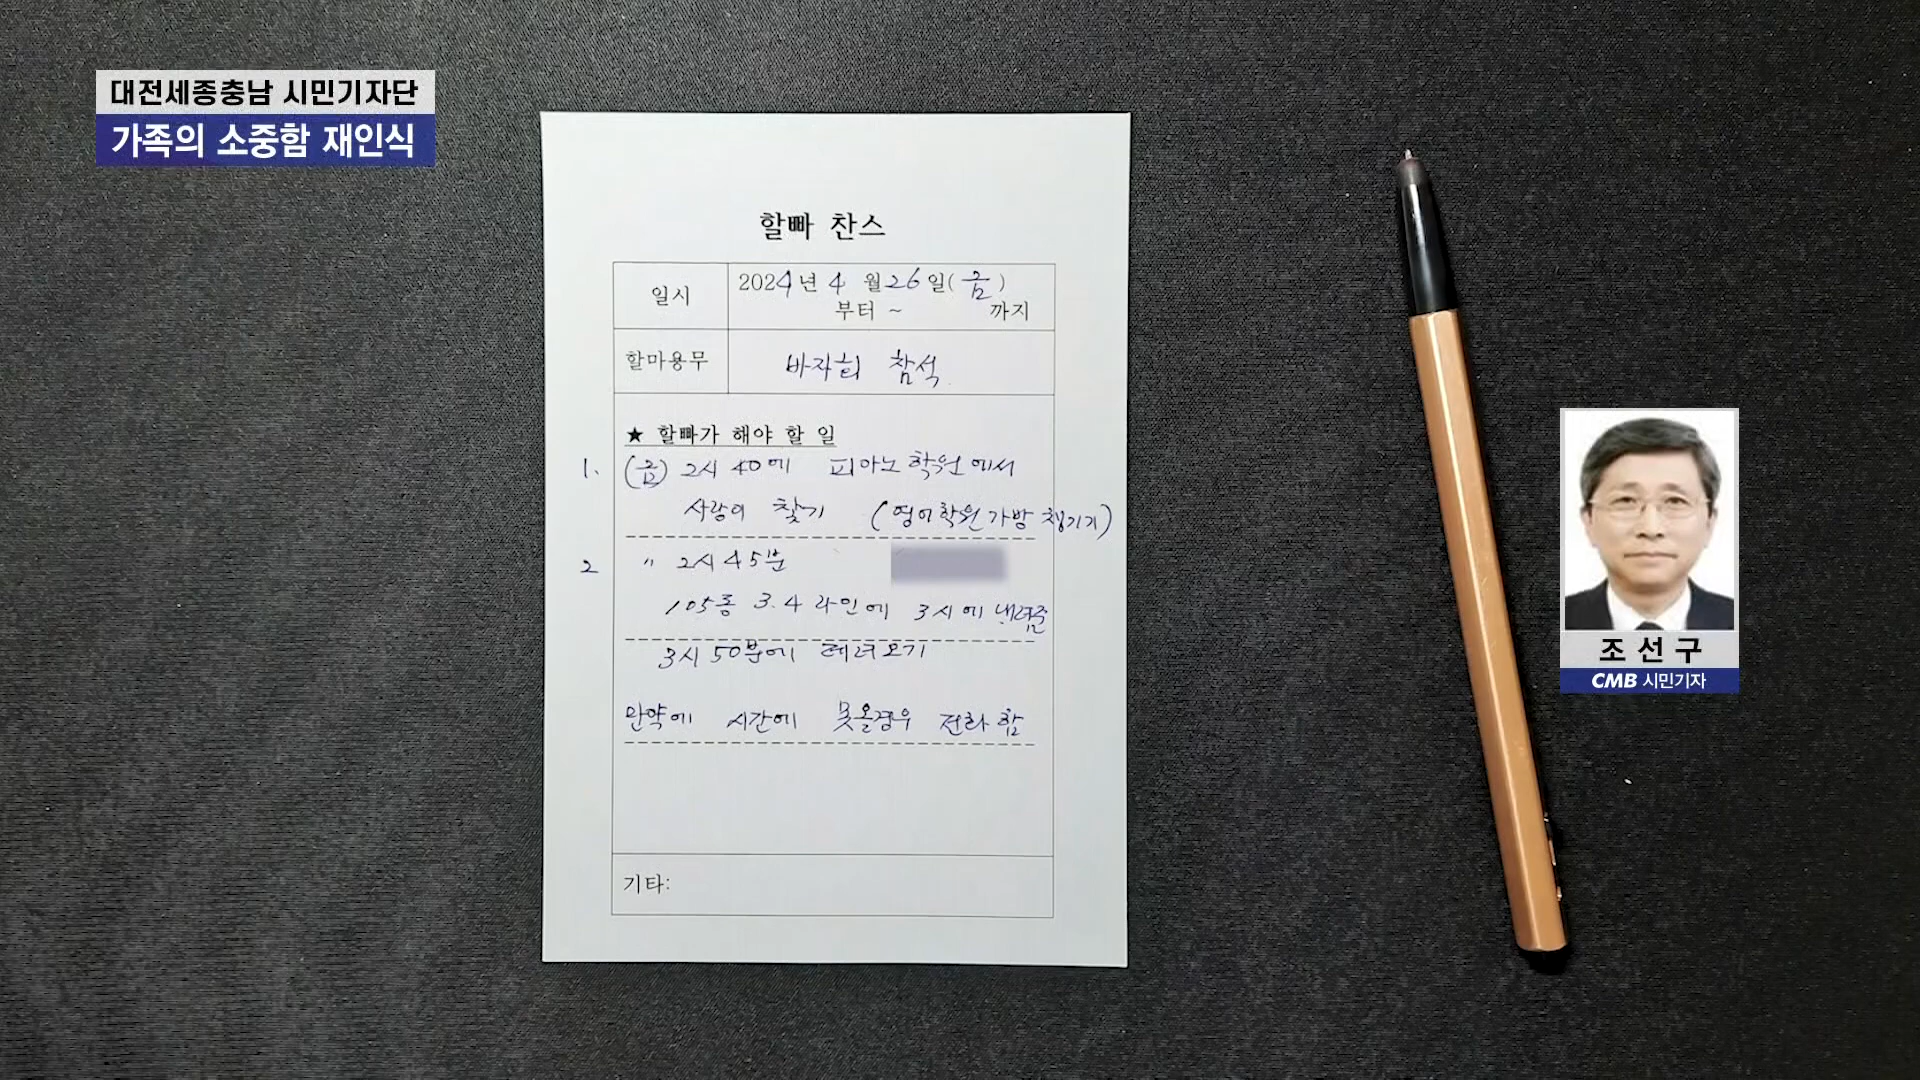 대전세종충남 시민기자단
가족의 소중함 재인식
할빠 찬스
일시
2024년 4 월 26 일( 금 )
부터 ~ 까지
할마용무
바자회 참석
★ 할빠가 해야 할 일
1. (금) 2시 40에 피아노 학원에서
사랑이 찾기 (영어학원 가방 챙기기)
2 " 2시 45분
105동 3.4 라인에 3시에 내려줌
3시 50분에 데려오기
만약에 시간에 못올경우 전화 함
기타:
조선구
CMB 시민기자